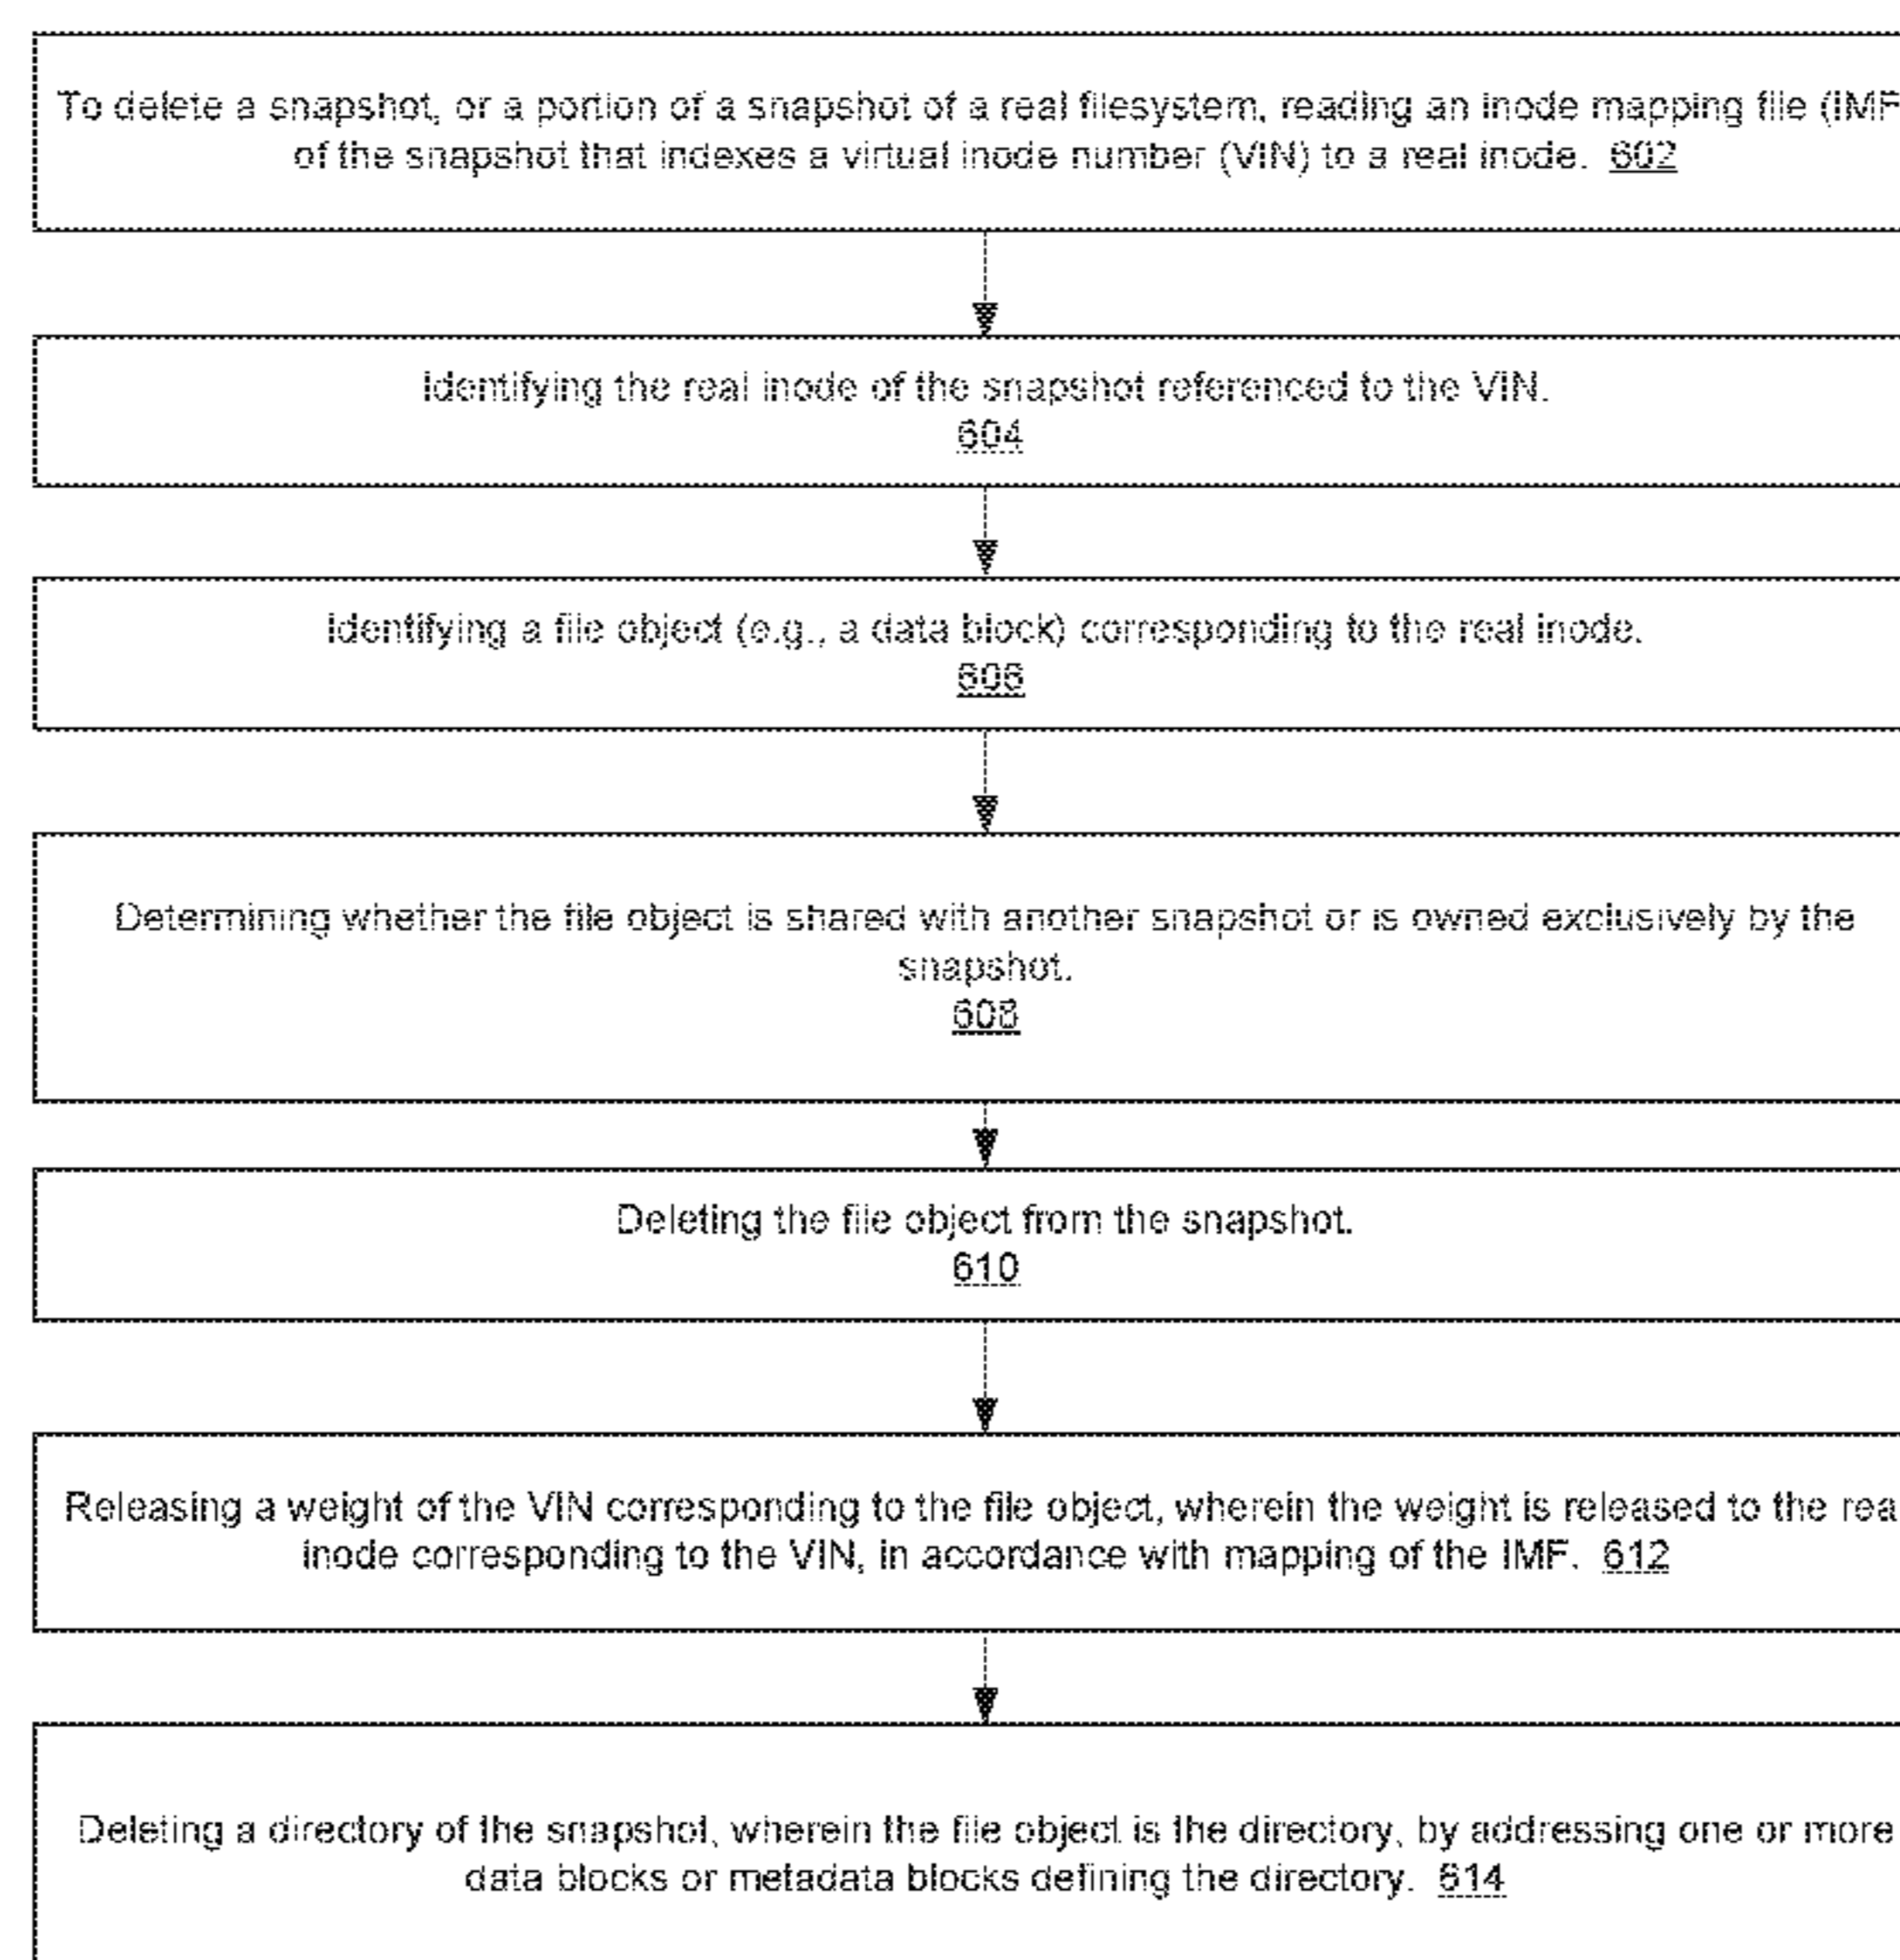 To delete a snapshot, or a portion of a snapshot of a real filesystem, reading an inode mapping file (IMF
of the snapshot that indexes a virtual inode number (VIN) to a real inode. 602
Identifying the real inode of the snapshot referenced to the VIN.
604
Identifying a file object (e.g., a data block) corresponding to the real inode.
606
Determining whether the file object is shared with another snapshot or is owned exclusively by the
snapshot.
608
Deleting the file object from the snapshot.
610
Releasing a weight of the VIN corresponding to the file object, wherein the weight is released to the rea
inode corresponding to the VIN, in accordance with mapping of the IMF. 612
Deleting a directory of the snapshot, wherein the file object is the directory, by addressing one or more
data blocks or metadata blocks defining the directory. 614